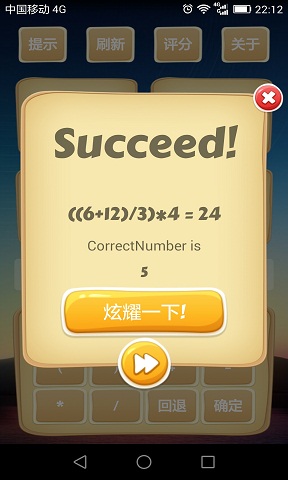 中国移动 4G
4G
22:12
提示 刷新 评分 关于
Succeed!
((6+12)/3)*4 = 24
CorrectNumber is
5
炫耀一下!
* / 回退 确定